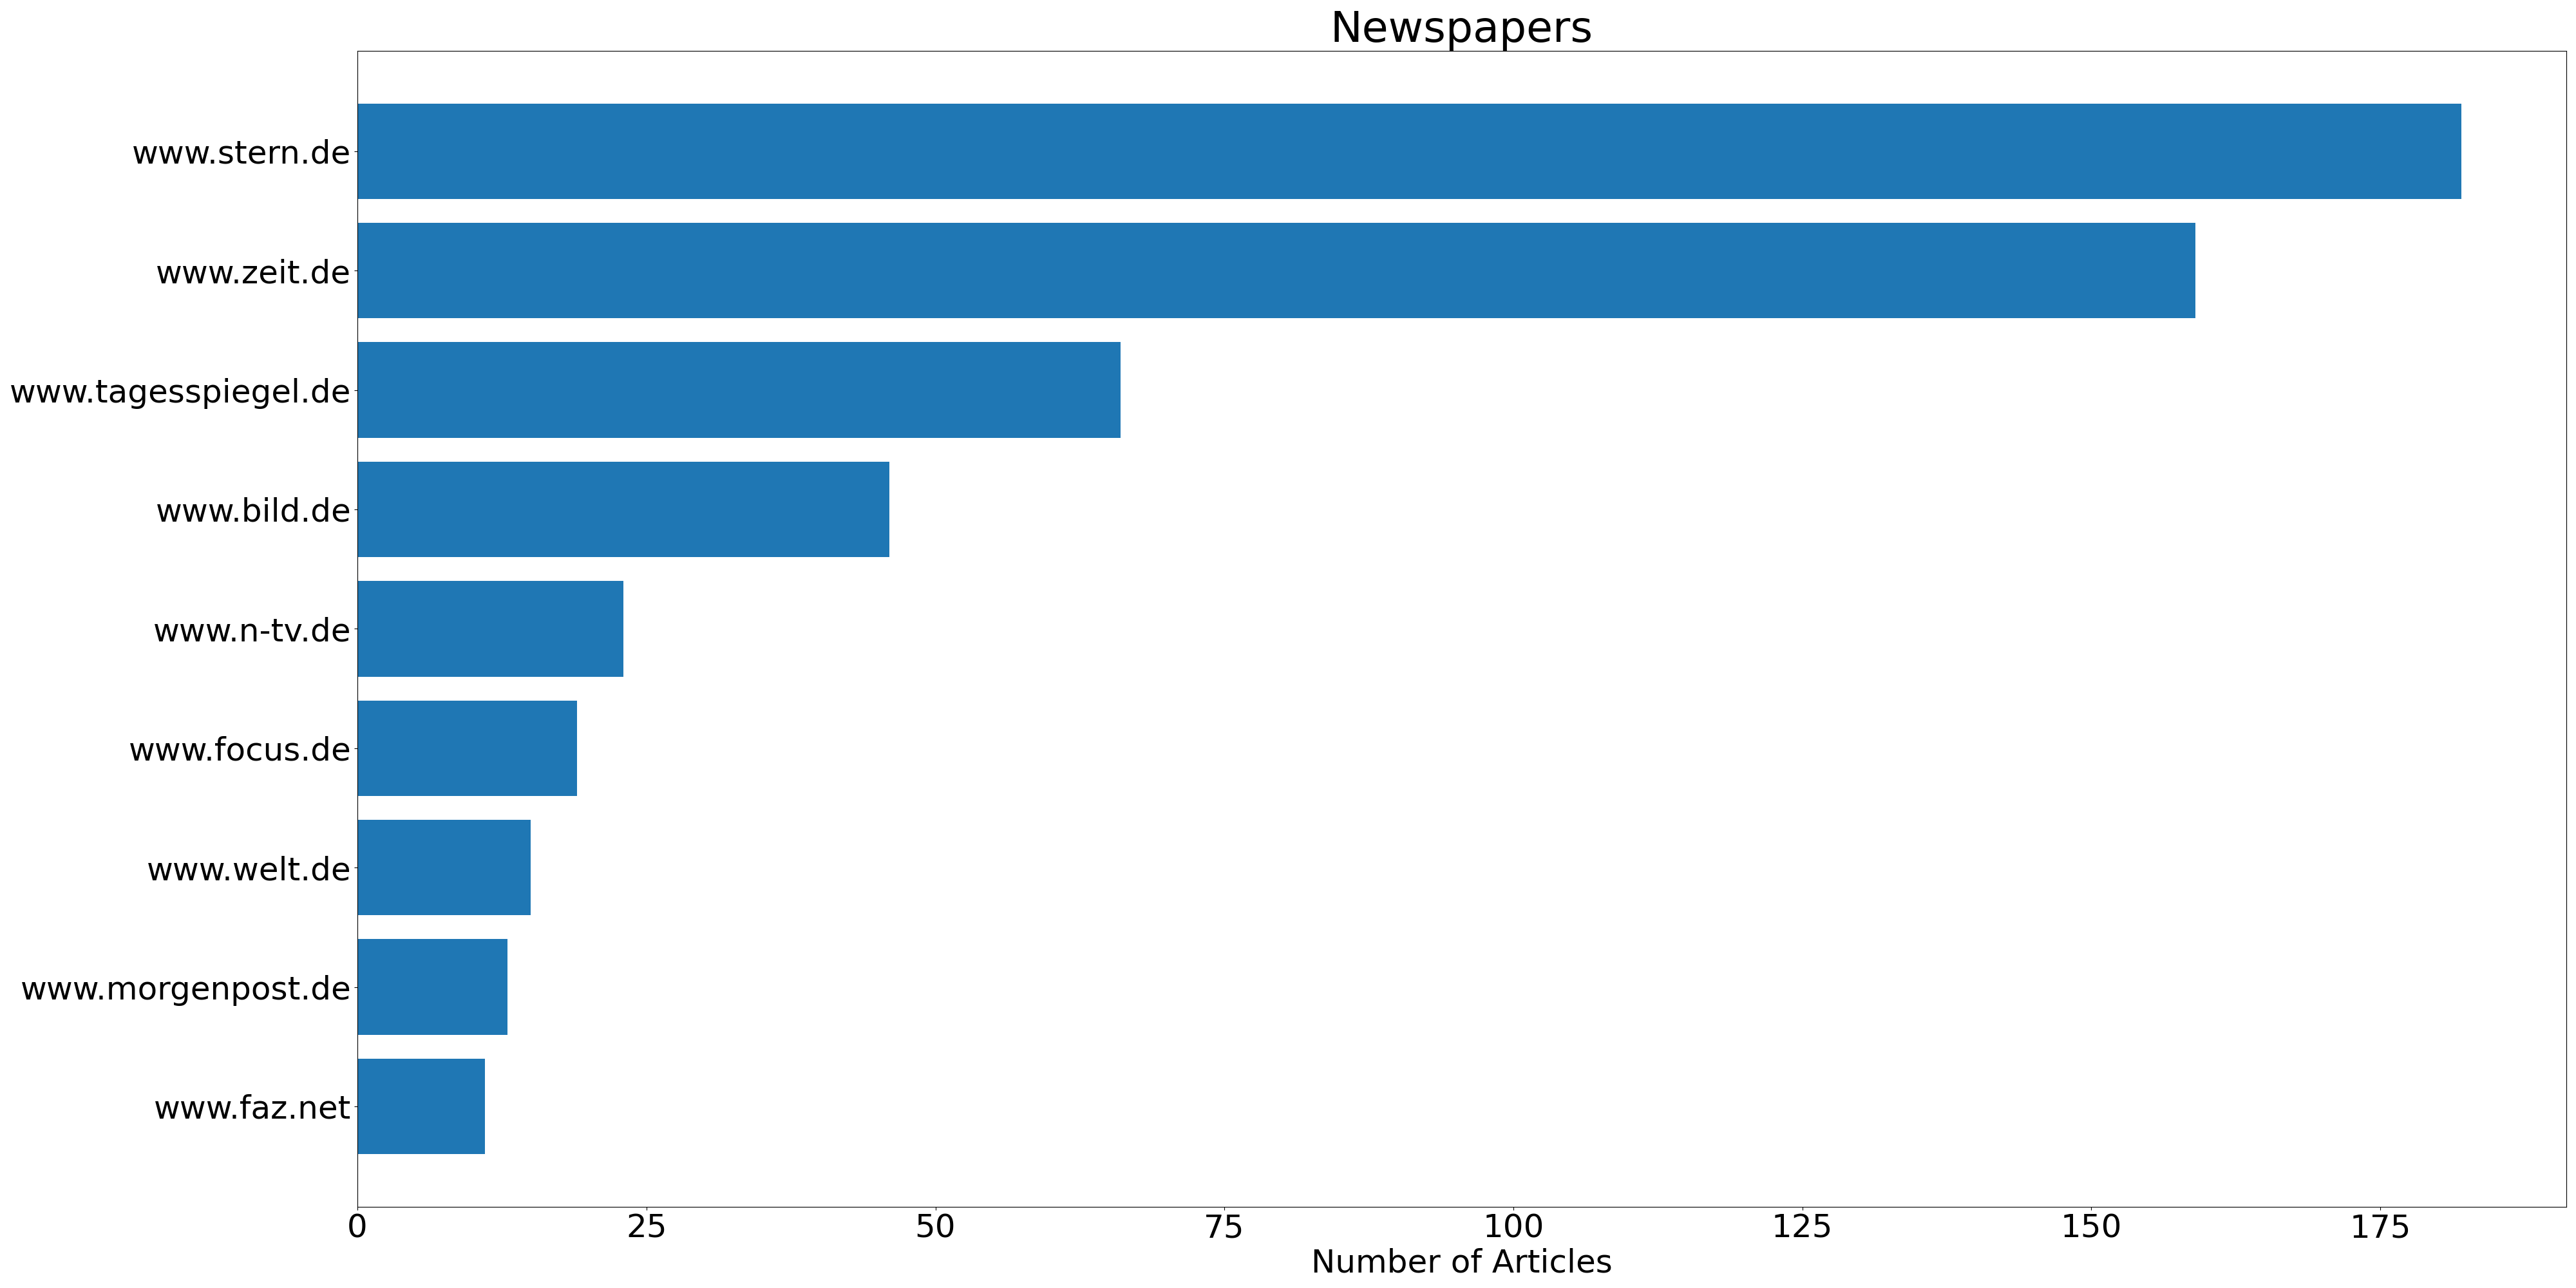 Newspapers
www.stern.de
www.zeit.de
www.tagesspiegel.de
www.bild.de
www.n-tv.de
www.focus.de
www.welt.de
www.morgenpost.de
www.faz.net
0 25 50 75 100 125 150 175
Number of Articles